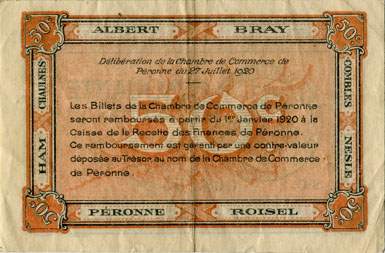 50c
ALBERT BRAY
50c
CHAULNES
HAM
COMBLES
NESLE
Délibération de la Chambre de Commerce de
Péronne du 27 Juillet 1920
Les Billets de la Chambre de Commerce de Péronne
seront remboursés à partir du 1er Janvier 1920 à la
Caisse de la Recette des Finances de Péronne.
Ce remboursement est garanti par une contre-valeur
déposée au Trésor au nom de la Chambre de Commerce
de Péronne.
50c
PÉRONNE ROISEL
50c